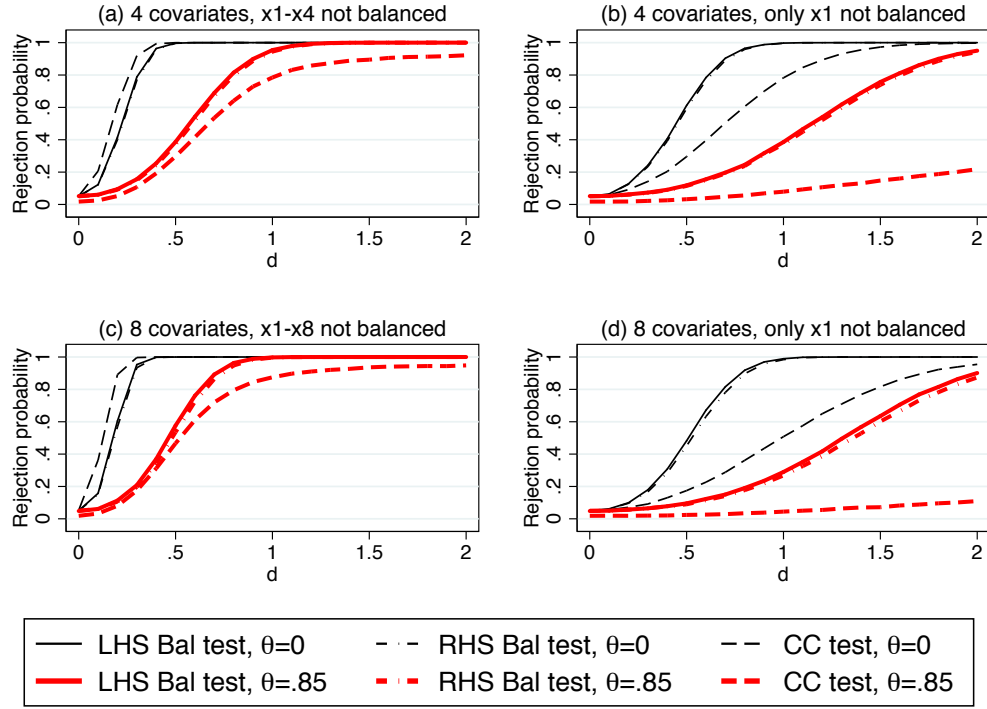 (a) 4 covariates, x1-x4 not balanced
Rejection probability
0 .2 .4 .6 .8 1
0 .5 1 1.5 2
d
(b) 4 covariates, only x1 not balanced
Rejection probability
0 .2 .4 .6 .8 1
0 .5 1 1.5 2
d
(c) 8 covariates, x1-x8 not balanced
Rejection probability
0 .2 .4 .6 .8 1
0 .5 1 1.5 2
d
(d) 8 covariates, only x1 not balanced
Rejection probability
0 .2 .4 .6 .8 1
0 .5 1 1.5 2
d
LHS Bal test, θ=0 RHS Bal test, θ=0 CC test, θ=0
LHS Bal test, θ=.85 RHS Bal test, θ=.85 CC test, θ=.85